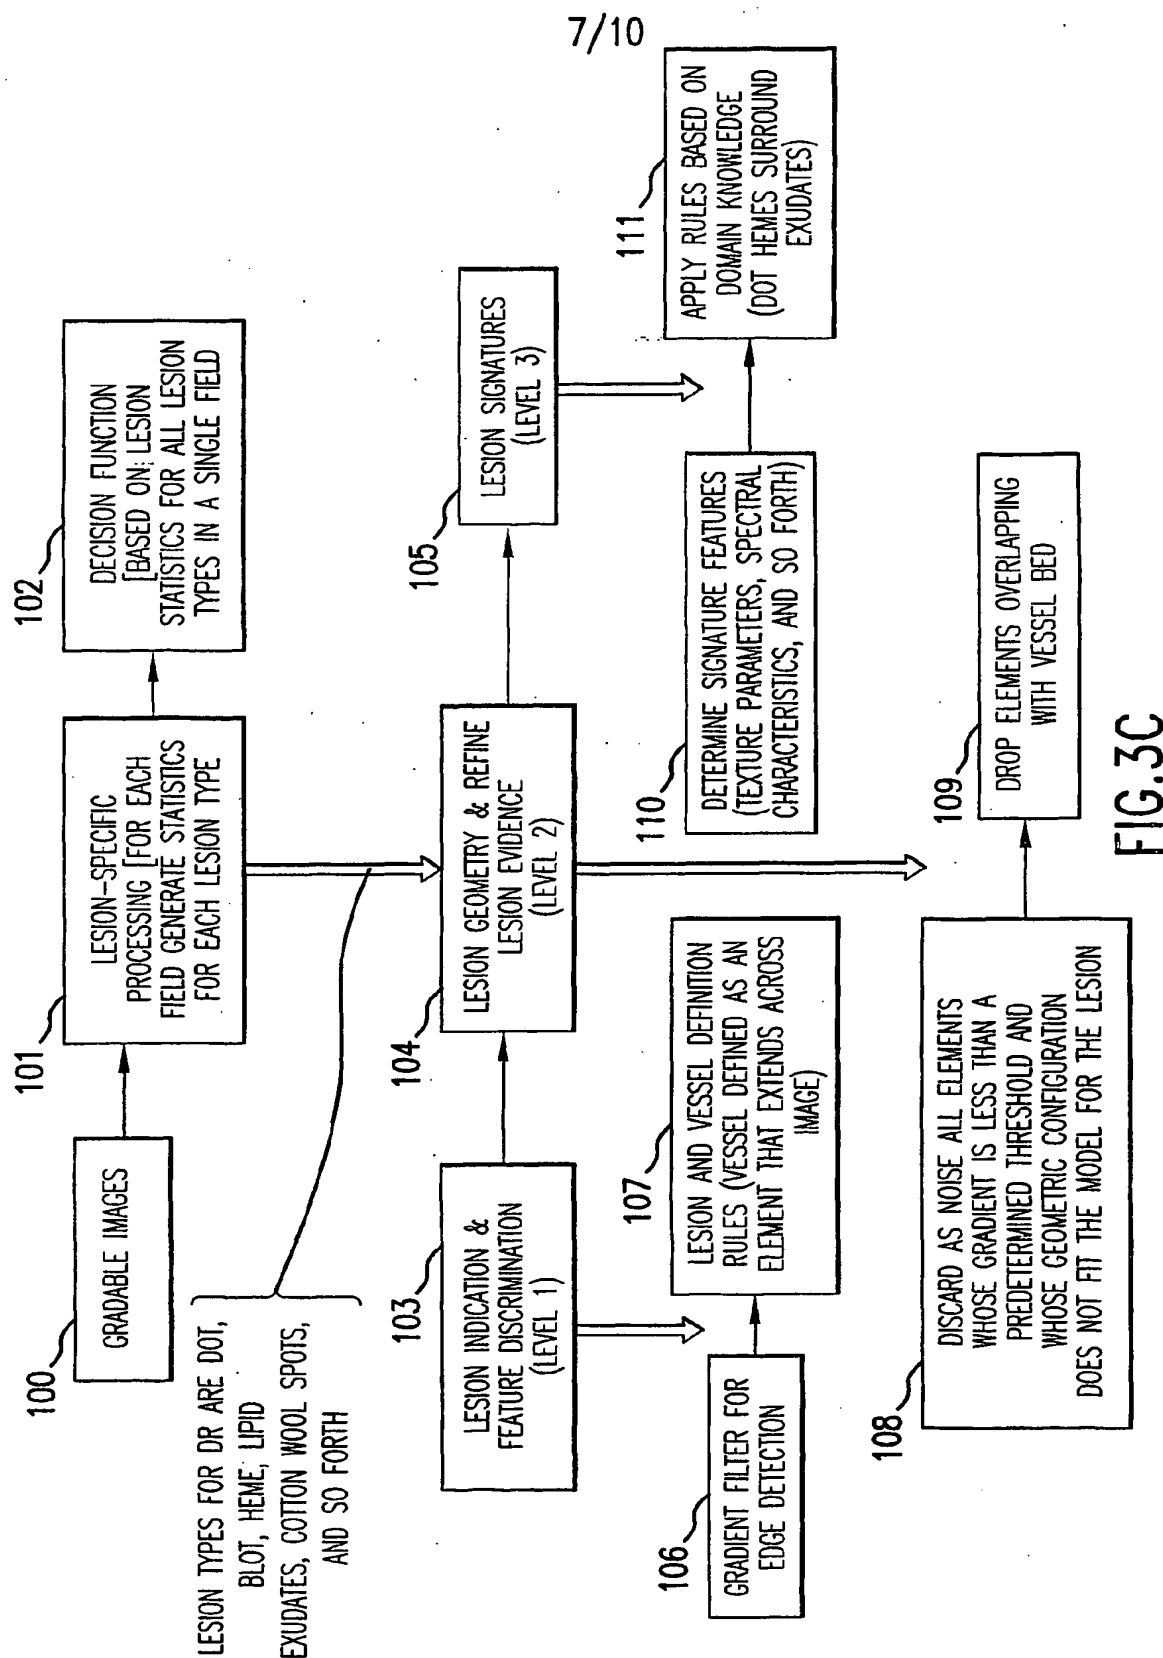 7/10
100
GRADABLE IMAGES
101
LESION-SPECIFIC
PROCESSING [FOR EACH
FIELD GENERATE STATISTICS
FOR EACH LESION TYPE
102
DECISION FUNCTION
[BASED ON: LESION
STATISTICS FOR ALL LESION
TYPES IN A SINGLE FIELD
LESION TYPES FOR DR ARE DOT,
BLOT, HEME, LIPID
EXUDATES, COTTON WOOL SPOTS,
AND SO FORTH
103
LESION INDICATION &
FEATURE DISCRIMINATION
(LEVEL 1)
104
LESION GEOMETRY & REFINE
LESION EVIDENCE
(LEVEL 2)
105
LESION SIGNATURES
(LEVEL 3)
106
GRADIENT FILTER FOR
EDGE DETECTION
107
LESION AND VESSEL DEFINITION
RULES (VESSEL DEFINED AS AN
ELEMENT THAT EXTENDS ACROSS
IMAGE)
110
DETERMINE SIGNATURE FEATURES
(TEXTURE PARAMETERS, SPECTRAL
CHARACTERISTICS, AND SO FORTH)
111
APPLY RULES BASED ON
DOMAIN KNOWLEDGE
(DOT HEMES SURROUND
EXUDATES)
108
DISCARD AS NOISE ALL ELEMENTS
WHOSE GRADIENT IS LESS THAN A
PREDETERMINED THRESHOLD AND
WHOSE GEOMETRIC CONFIGURATION
DOES NOT FIT THE MODEL FOR THE LESION
109
DROP ELEMENTS OVERLAPPING
WITH VESSEL BED
FIG.3C